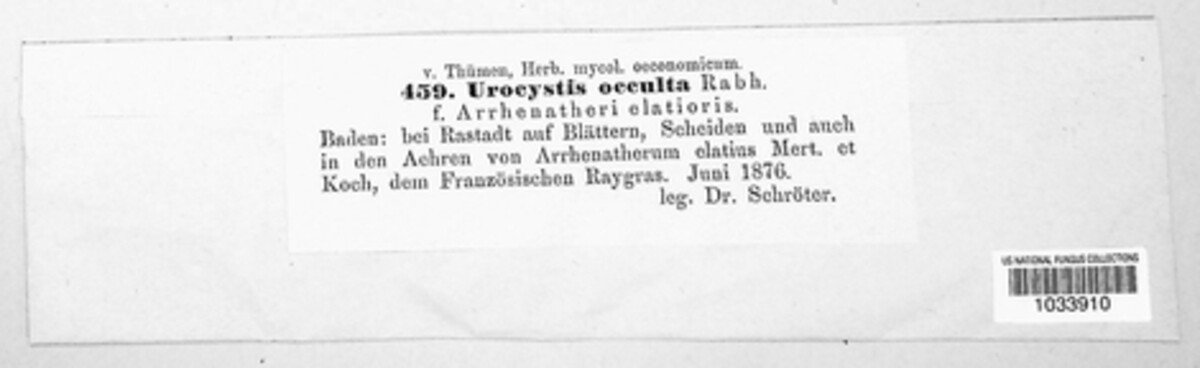 v. Thümen, Herb. mycol. oeconomicum.
459. Urocystis occulta Rabh.
f. Arrhenatheri elatioris.
Baden: bei Rastadt auf Blättern, Scheiden und auch
in den Aehren von Arrhenatherum elatius Mert. et
Koch, dem Französischen Raygras. Juni 1876.
leg. Dr. Schröter.
US NATIONAL FUNGUS COLLECTIONS
1033910